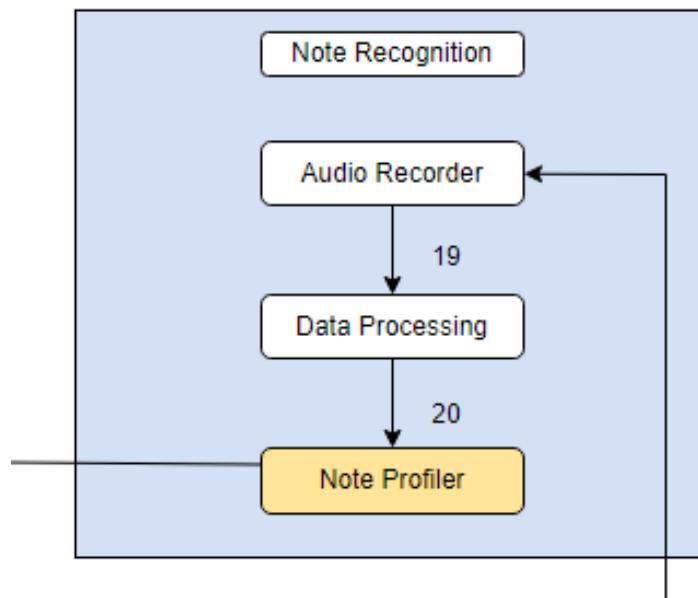 Note Recognition
Audio Recorder
19
Data Processing
20
Note Profiler